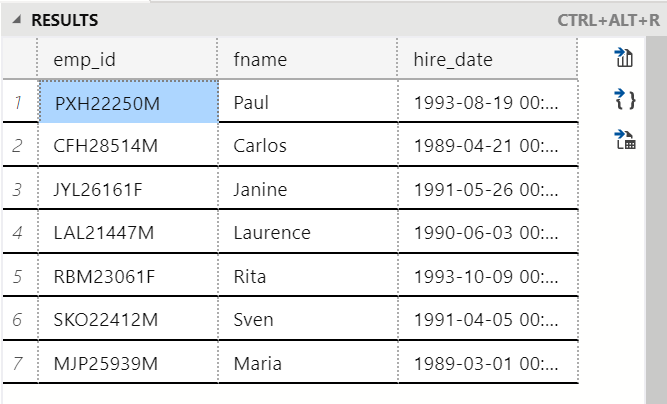 RESULTS CTRL+ALT+R
emp_id fname hire_date
1 PXH22250M Paul 1993-08-19 00:...
2 CFH28514M Carlos 1989-04-21 00:...
3 JYL26161F Janine 1991-05-26 00:...
4 LAL21447M Laurence 1990-06-03 00:...
5 RBM23061F Rita 1993-10-09 00:...
6 SKO22412M Sven 1991-04-05 00:...
7 MJP25939M Maria 1989-03-01 00:...